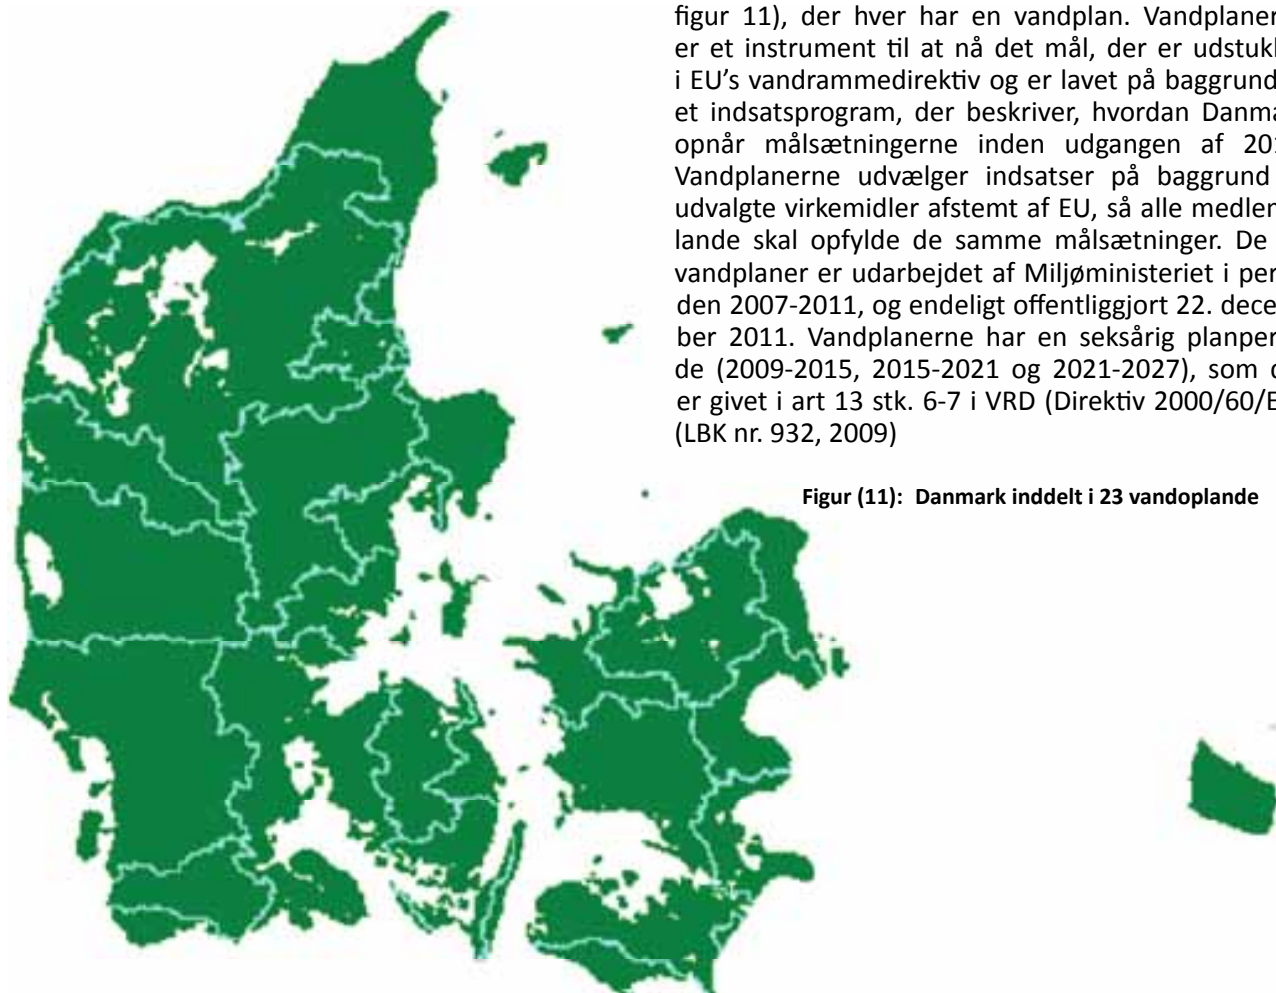 figur 11), der hver har en vandplan. Vandplaner
er et instrument til at nå det mål, der er udstukl
i EU's vandrammedirektiv og er lavet på baggrund
et indsatsprogram, der beskriver, hvordan Danma
opnår målsætningerne inden udgangen af 201
Vandplanerne udvælger indsatser på baggrund
udvalgte virkemidler afstemt af EU, så alle medlen
lande skal opfylde de samme målsætninger. De
vandplaner er udarbejdet af Miljøministeriet i per
den 2007-2011, og endeligt offentliggjort 22. dece
ber 2011. Vandplanerne har en seksårig planper
de (2009-2015, 2015-2021 og 2021-2027), som d
er givet i art 13 stk. 6-7 i VRD (Direktiv 2000/60/E
(LBK nr. 932, 2009)
Figur (11): Danmark inddelt i 23 vandoplande